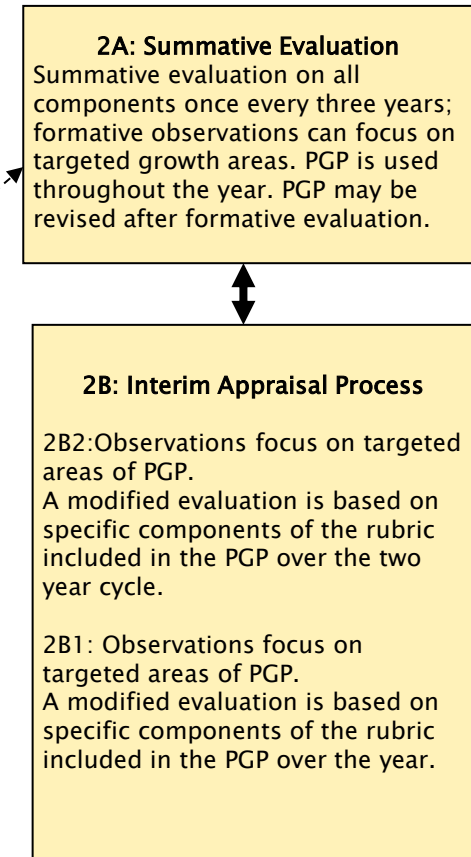 2A: Summative Evaluation
Summative evaluation on all
components once every three years;
formative observations can focus on
targeted growth areas. PGP is used
throughout the year. PGP may be
revised after formative evaluation.
2B: Interim Appraisal Process
2B2:Observations focus on targeted
areas of PGP.
A modified evaluation is based on
specific components of the rubric
included in the PGP over the two
year cycle.
2B1: Observations focus on
targeted areas of PGP.
A modified evaluation is based on
specific components of the rubric
included in the PGP over the year.